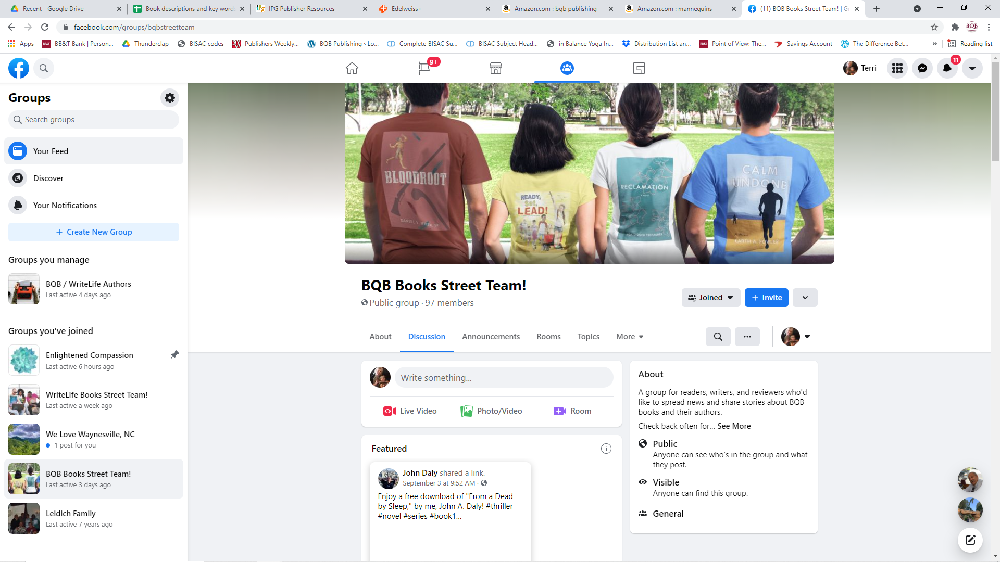 Recent - Google Drive
Book descriptions and key words
IPG Publisher Resources
Edelweiss+
Amazon.com : bqb publishing
Amazon.com : mannequins
(11) BQB Books Street Team! | Gr
facebook.com/groups/bqbstreetteam
BQB
Apps
BB&T Bank | Person...
Thunderclap
BISAC codes
Publishers Weekly...
BQB Publishing › Lo...
Complete BISAC Su...
BISAC Subject Head...
in Balance Yoga In...
Distribution List an...
Point of View: The...
Savings Account
The Difference Bet...
»
Reading list
9+
Terri
11
Groups
Search groups
Your Feed
Discover
Your Notifications
+ Create New Group
Groups you manage
BQB / WriteLife Authors
Last active 4 days ago
Groups you've joined
Enlightened Compassion
Last active 6 hours ago
WriteLife Books Street Team!
Last active a week ago
We Love Waynesville, NC
1 post for you
BQB Books Street Team!
Last active 3 days ago
Leidich Family
Last active 7 years ago
BLOODROOT
READY,
Set,
LEAD!
RECLAMATION
CALM
UNDONE
GARTH A. FOWLER
BQB Books Street Team!
Public group · 97 members
Joined
+ Invite
About
Discussion
Announcements
Rooms
Topics
More
Write something...
Live Video
Photo/Video
Room
Featured
John Daly shared a link.
September 3 at 9:52 AM ·
Enjoy a free download of "From a Dead
by Sleep," by me, John A. Daly! #thriller
#novel #series #book1...
About
A group for readers, writers, and reviewers who'd
like to spread news and share stories about BQB
books and their authors.
Check back often for... See More
Public
Anyone can see who's in the group and what
they post.
Visible
Anyone can find this group.
General